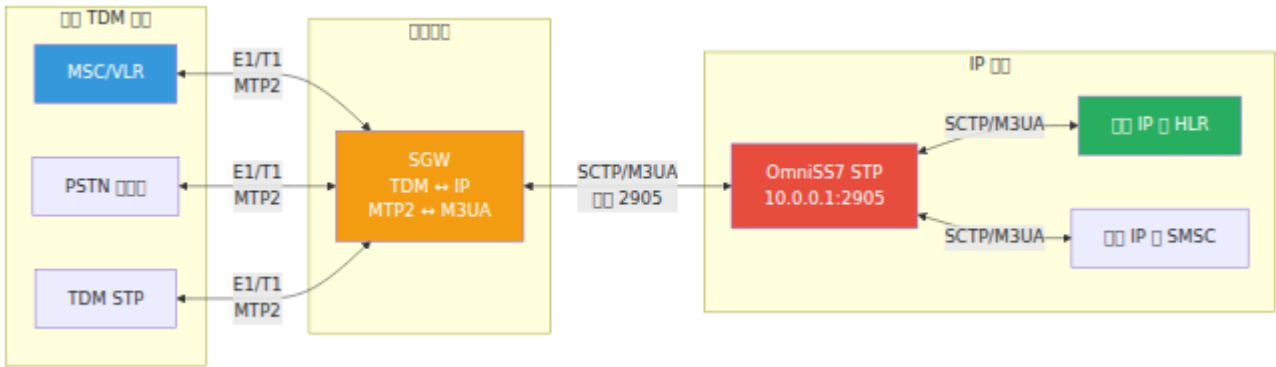 TDM
MSC/VLR
PSTN
TDM STP
E1/T1
MTP2
E1/T1
MTP2
E1/T1
MTP2
SGW
TDM ↔ IP
MTP2 ↔ M3UA
SCTP/M3UA
2905
IP
OmniSS7 STP
10.0.0.1:2905
SCTP/M3UA
SCTP/M3UA
IP HLR
IP SMSC